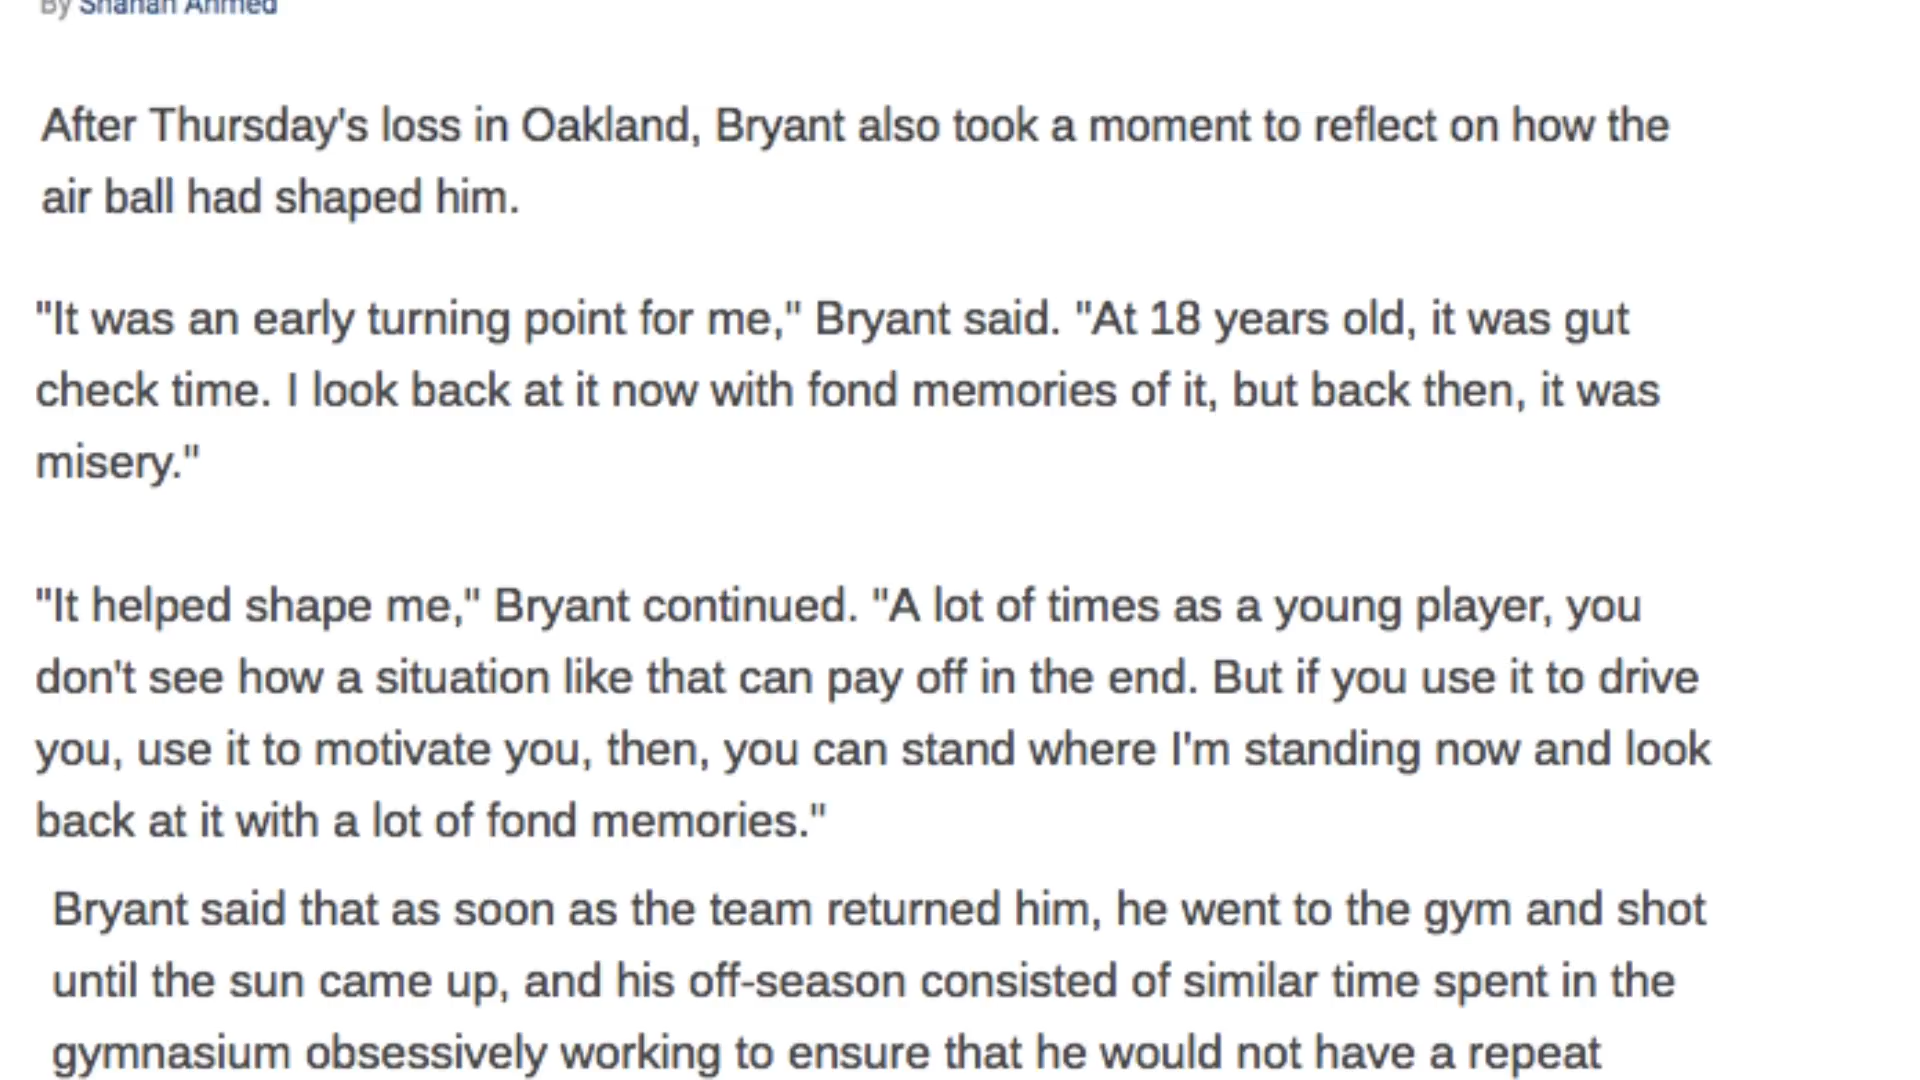 By Shahan Ahmed
After Thursday's loss in Oakland, Bryant also took a moment to reflect on how the
air ball had shaped him.
"It was an early turning point for me," Bryant said. "At 18 years old, it was gut
check time. I look back at it now with fond memories of it, but back then, it was
misery."
"It helped shape me," Bryant continued. "A lot of times as a young player, you
don't see how a situation like that can pay off in the end. But if you use it to drive
you, use it to motivate you, then, you can stand where I'm standing now and look
back at it with a lot of fond memories."
Bryant said that as soon as the team returned him, he went to the gym and shot
until the sun came up, and his off-season consisted of similar time spent in the
gymnasium obsessively working to ensure that he would not have a repeat